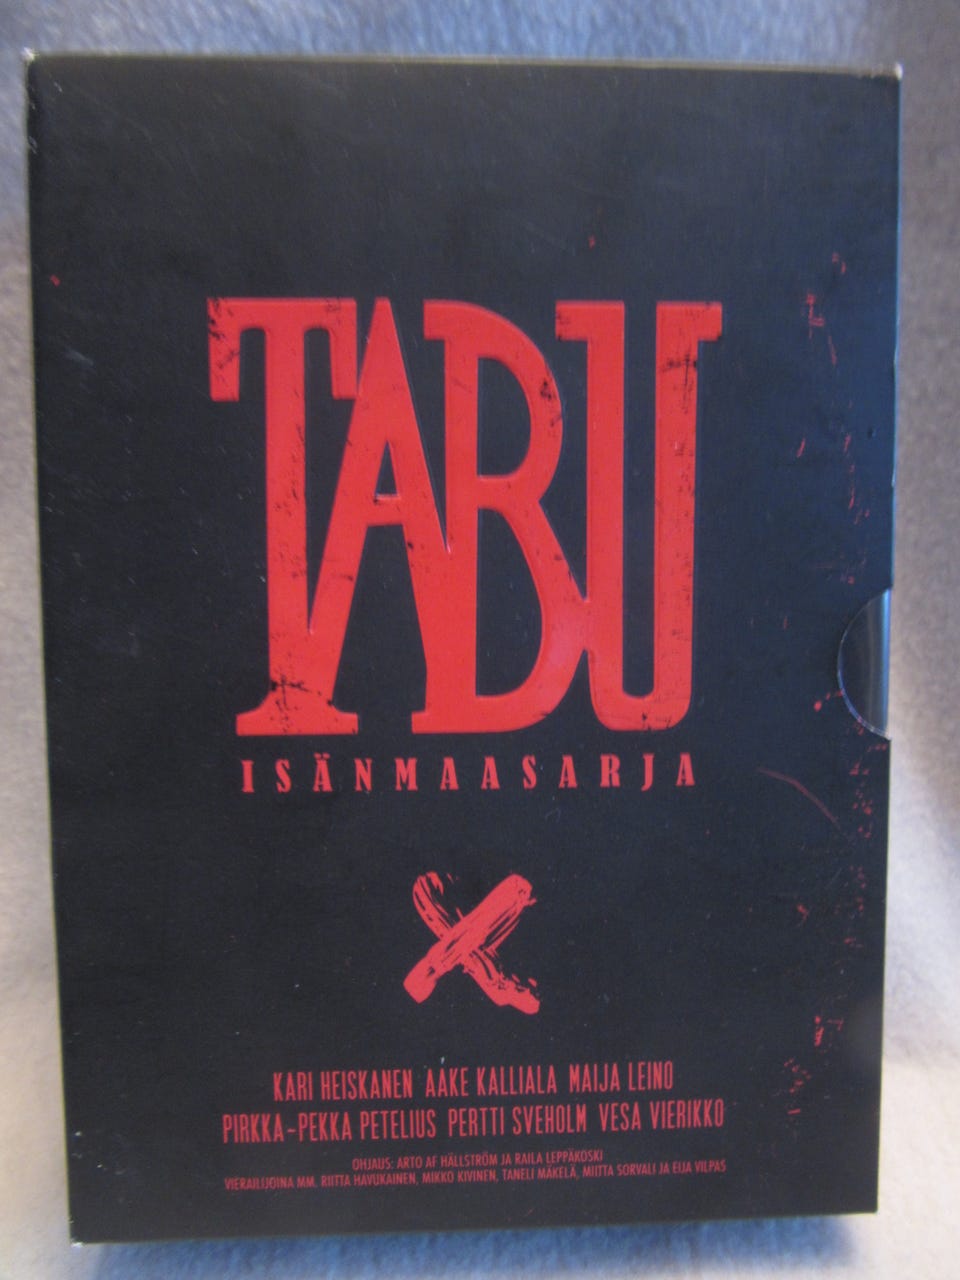 TABU
ISÄNMAASARJA
KARI HEISKANEN AAKE KALLIALA MAIJA LEINO
PIRKKA-PEKKA PETELIUS PERTTI SVEHOLM VESA VIERIKKO
OHJAUS: ARTO AF HÄLLSTRÖM JA RAILA LEPPÄKOSKI
VIERAILIJOINA MM. RIITTA HAVUKAINEN, MIKKO KIVINEN, TANELI MÄKELÄ, MIITTA SORVALI JA EIJA VILPAS